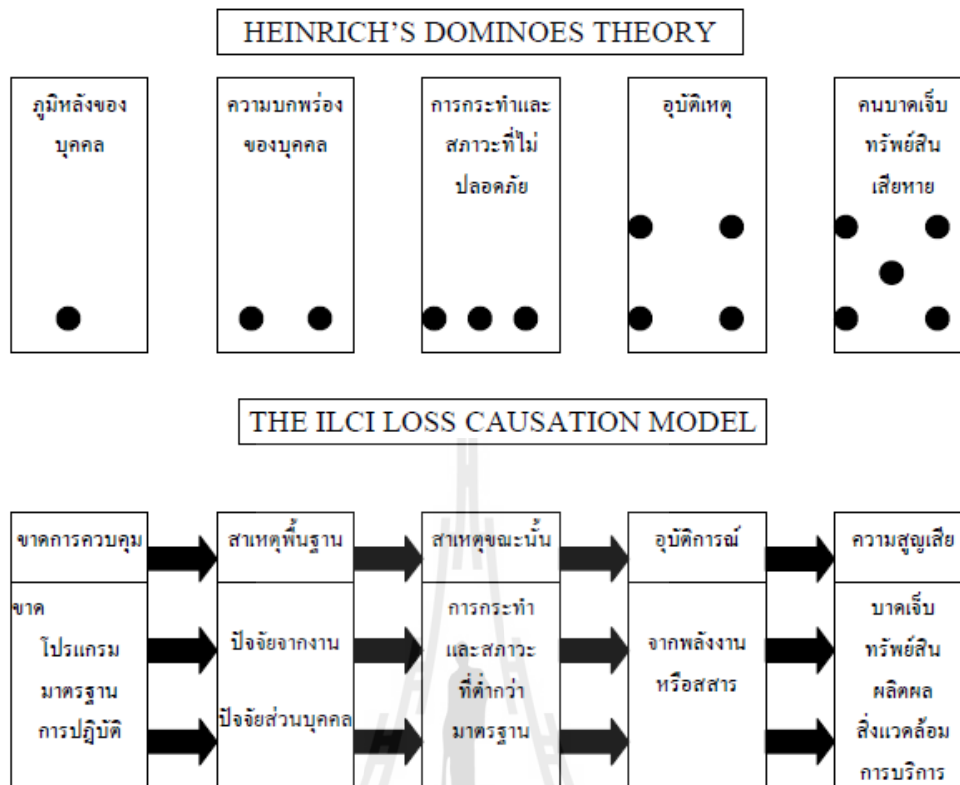 HEINRICH'S DOMINOES THEORY
ภูมิหลังของ
บุคคล
ความบกพร่อง
ของบุคคล
การกระทำและ
สภาวะที่ไม่
ปลอดภัย
อุบัติเหตุ
คนบาดเจ็บ
ทรัพย์สิน
เสียหาย
THE ILCI LOSS CAUSATION MODEL
ขาดการควบคุม
ขาด
โปรแกรม
มาตรฐาน
การปฏิบัติ
สาเหตุพื้นฐาน
ปัจจัยจากงาน
ปัจจัยส่วนบุคคล
สาเหตุขณะนั้น
การกระทำ
และสภาวะ
ที่ต่ำกว่า
มาตรฐาน
อุบัติการณ์
จากพลังงาน
หรือสสาร
ความสูญเสีย
บาดเจ็บ
ทรัพย์สิน
ผลิตผล
สิ่งแวดล้อม
การบริการ